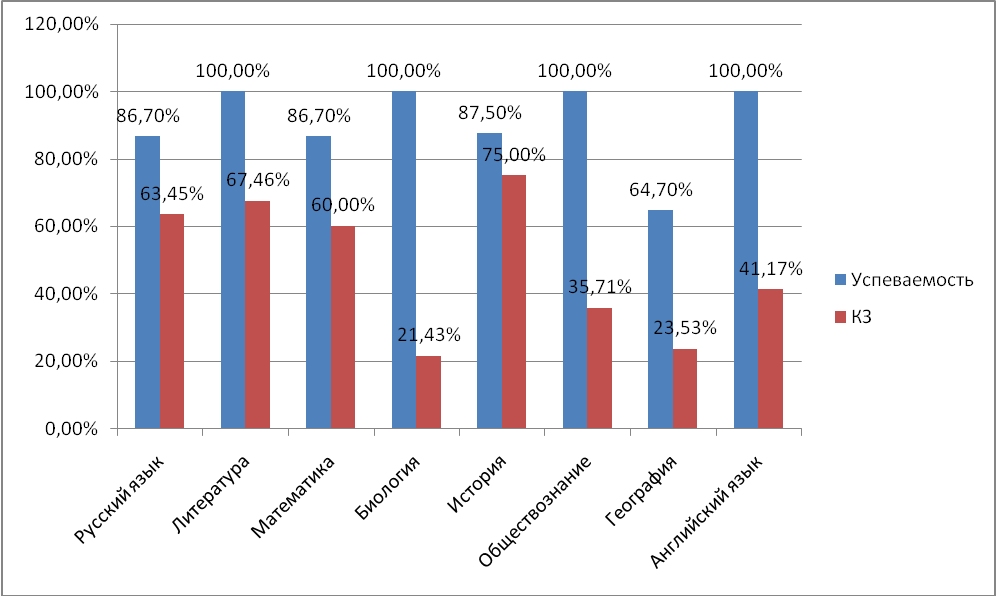 120,00%
100,00%
80,00%
60,00%
40,00%
20,00%
0,00%
86,70%
63,45%
100,00%
67,46%
86,70%
60,00%
100,00%
21,43%
87,50%
75,00%
100,00%
35,71%
64,70%
23,53%
100,00%
41,17%
Русский язык
Литература
Математика
Биология
История
Обществознание
География
Английский язык
Успеваемость
КЗ